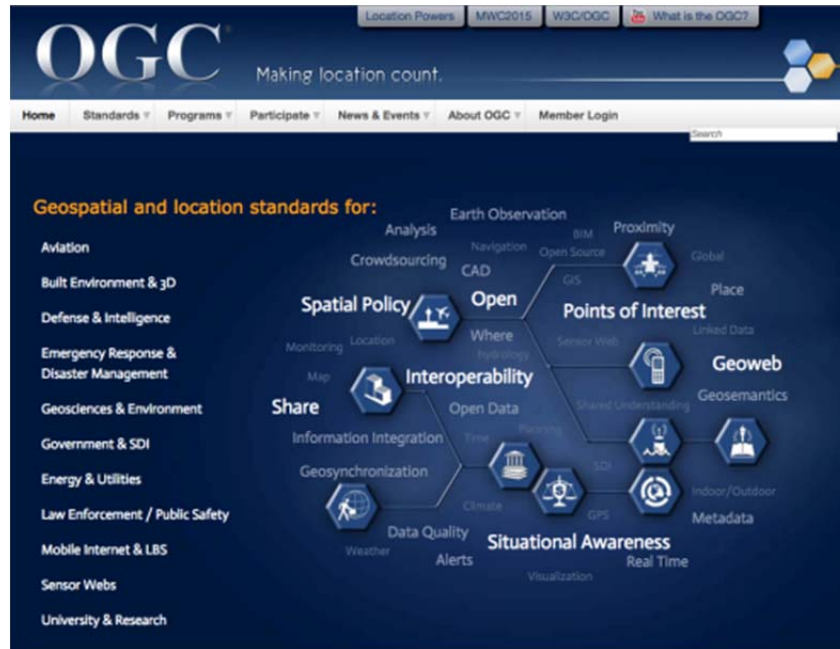 Location Powers MWC2015 W3C/OGC What is the OGC?
OGC
Making location count.
Home Standards Programs Participate News & Events About OGC Member Login
Search
Geospatial and location standards for:
Aviation
Built Environment & 3D
Defense & Intelligence
Emergency Response &
Disaster Management
Geosciences & Environment
Government & SDI
Energy & Utilities
Law Enforcement / Public Safety
Mobile Internet & LBS
Sensor Webs
University & Research
Earth Observation
Analysis
BIM
Proximity
Navigation
Open Source
Global
Crowdsourcing
CAD
GIS
Place
Spatial Policy
Open
Points of Interest
Linked Data
Monitoring
Location
Where
Sensor Web
hydrology
Geoweb
Map
Interoperability
Geosemantics
Share
Open Data
Shared Understanding
Information Integration
Time
Planning
Geosynchronization
SDI
Indoor/Outdoor
Climate
GPS
Metadata
Data Quality
Situational Awareness
Weather
Alerts
Real Time
Visualization